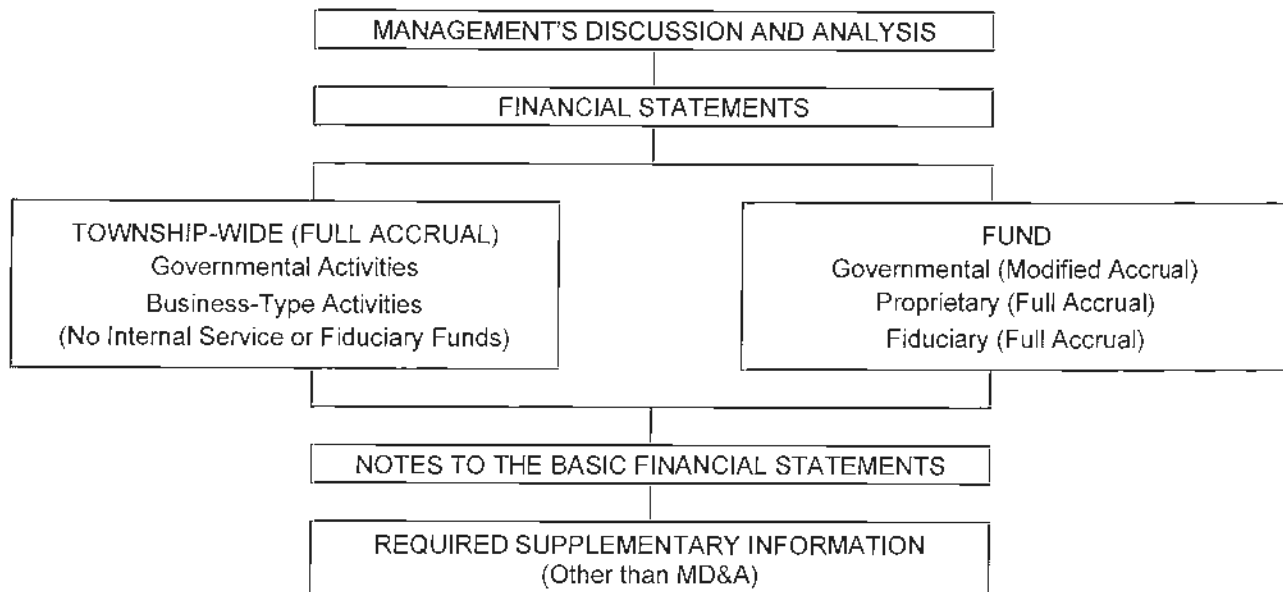 MANAGEMENT'S DISCUSSION AND ANALYSIS
FINANCIAL STATEMENTS
TOWNSHIP-WIDE (FULL ACCRUAL)
Governmental Activities
Business-Type Activities
(No Internal Service or Fiduciary Funds)
FUND
Governmental (Modified Accrual)
Proprietary (Full Accrual)
Fiduciary (Full Accrual)
NOTES TO THE BASIC FINANCIAL STATEMENTS
REQUIRED SUPPLEMENTARY INFORMATION
(Other than MD&A)